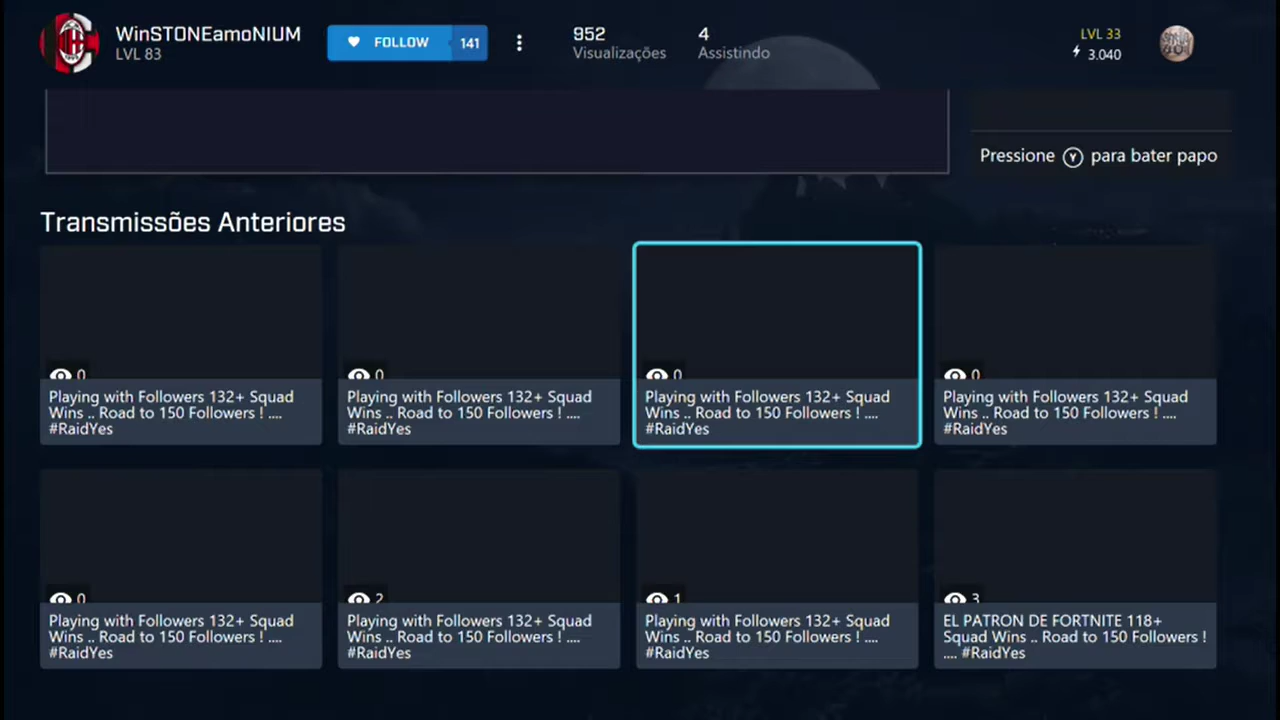 WinSTONEamoNIUM
LVL 83
FOLLOW 141
952
Visualizações
4
Assistindo
LVL 33
3.040
Pressione Y para bater papo
Transmissões Anteriores
0
Playing with Followers 132+ Squad
Wins .. Road to 150 Followers ! ....
#RaidYes
0
Playing with Followers 132+ Squad
Wins .. Road to 150 Followers ! ....
#RaidYes
0
Playing with Followers 132+ Squad
Wins .. Road to 150 Followers ! ....
#RaidYes
0
Playing with Followers 132+ Squad
Wins .. Road to 150 Followers ! ....
#RaidYes
0
Playing with Followers 132+ Squad
Wins .. Road to 150 Followers ! ....
#RaidYes
2
Playing with Followers 132+ Squad
Wins .. Road to 150 Followers ! ....
#RaidYes
1
Playing with Followers 132+ Squad
Wins .. Road to 150 Followers ! ....
#RaidYes
3
EL PATRON DE FORTNITE 118+
Squad Wins .. Road to 150 Followers !
.... #RaidYes